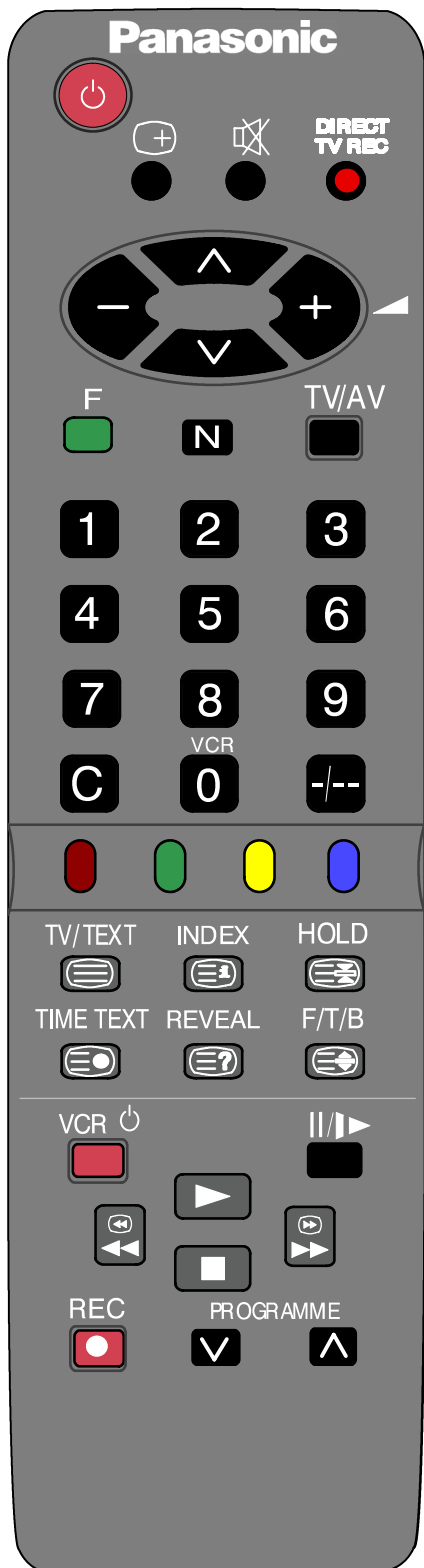 Panasonic
DIRECT
TV REC
F
TV/AV
N
1 2 3
4 5 6
7 8 9
VCR
C 0 -/--
TV/TEXT INDEX HOLD
TIME TEXT REVEAL F/T/B
VCR
REC PROGRAMME